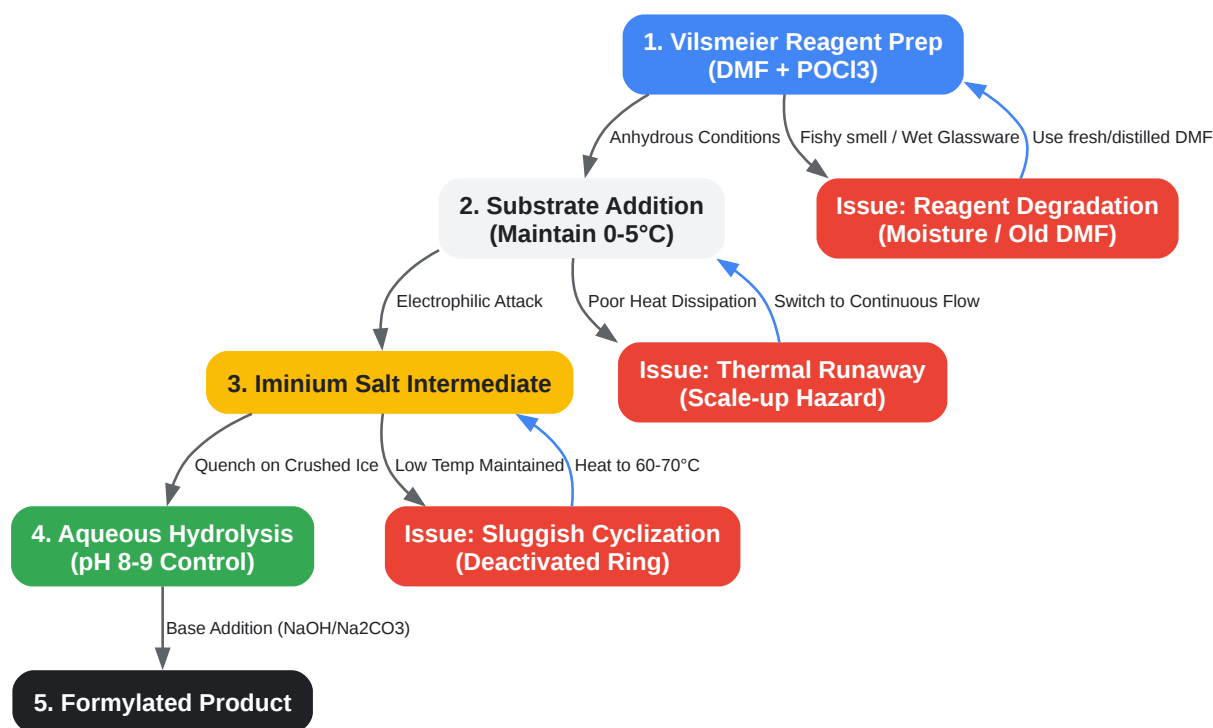 1. Vilsmeier Reagent Prep
(DMF + POCl3)
Anhydrous Conditions
Fishy smell / Wet Glassware
Use fresh/distilled DMF
2. Substrate Addition
(Maintain 0-5°C)
Issue: Reagent Degradation
(Moisture / Old DMF)
Electrophilic Attack
Poor Heat Dissipation
Switch to Continuous Flow
3. Iminium Salt Intermediate
Issue: Thermal Runaway
(Scale-up Hazard)
Quench on Crushed Ice
Low Temp Maintained
Heat to 60-70°C
4. Aqueous Hydrolysis
(pH 8-9 Control)
Issue: Sluggish Cyclization
(Deactivated Ring)
Base Addition (NaOH/Na2CO3)
5. Formylated Product